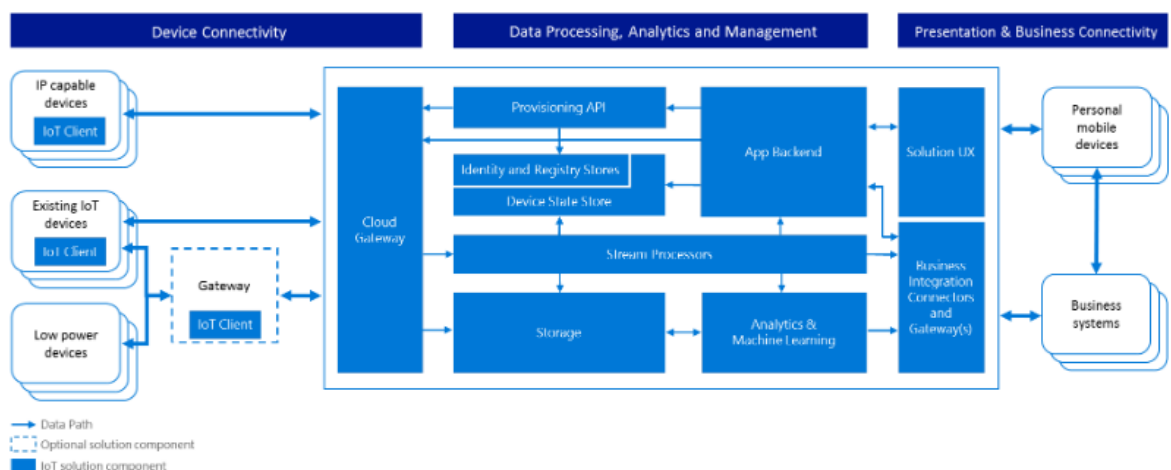 Device Connectivity
Data Processing, Analytics and Management
Presentation & Business Connectivity
IP capable
devices
IoT Client
Existing IoT
devices
IoT Client
Low power
devices
Gateway
IoT Client
Cloud
Gateway
Provisioning API
Identity and Registry Stores
Device State Store
Stream Processors
Storage
App Backend
Analytics &
Machine Learning
Solution UX
Business
Integration
Connectors
and
Gateway(s)
Personal
mobile
devices
Business
systems
Data Path
Optional solution component
IoT solution component